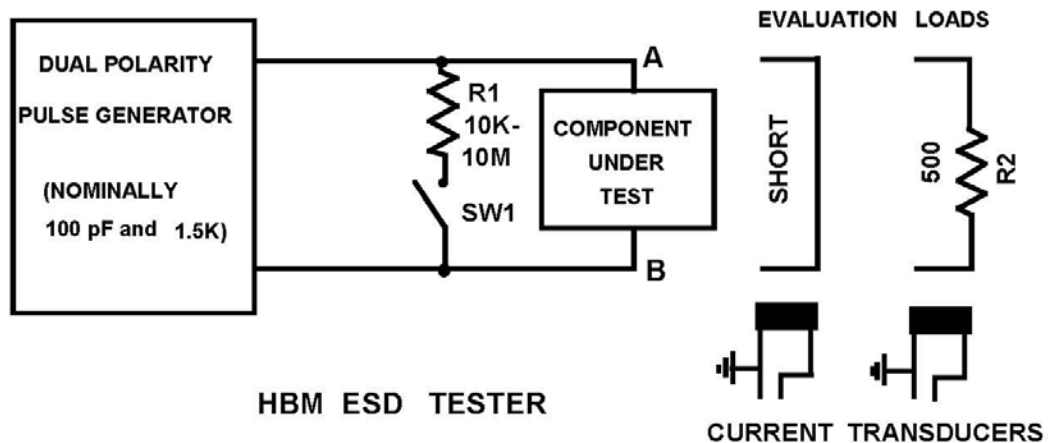 EVALUATION LOADS
DUAL POLARITY
PULSE GENERATOR
(NOMINALLY
100 pF and 1.5K)
R1
10K-
10M
SW1
A
COMPONENT
UNDER
TEST
B
SHORT
500
R2
HBM ESD TESTER
CURRENT TRANSDUCERS